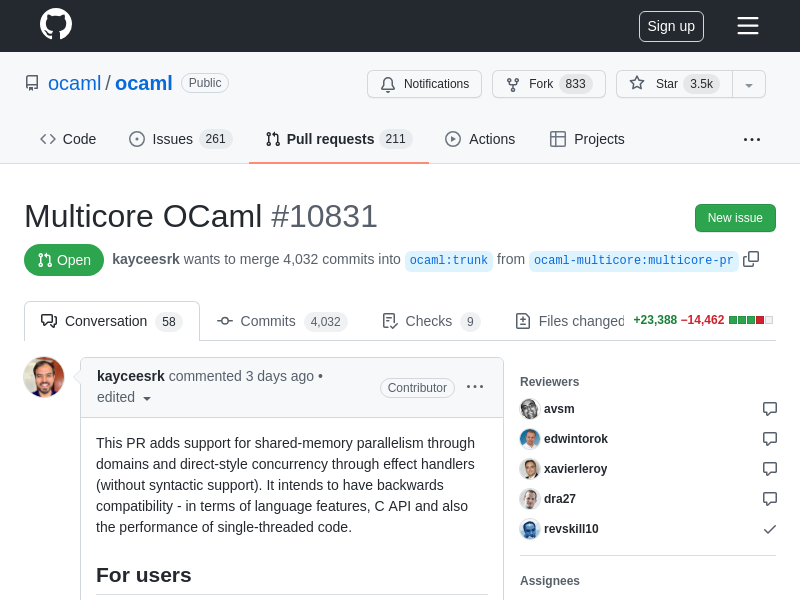 Sign up
ocaml / ocaml Public
Notifications Fork 833 Star 3.5k
Code Issues 261 Pull requests 211 Actions Projects
Multicore OCaml #10831
New issue
Open kayceesrk wants to merge 4,032 commits into ocaml:trunk from ocaml-multicore:multicore-pr
Conversation 58 Commits 4,032 Checks 9 Files changed +23,388 −14,462
kayceesrk commented 3 days ago •
edited
Contributor
This PR adds support for shared-memory parallelism through
domains and direct-style concurrency through effect handlers
(without syntactic support). It intends to have backwards
compatibility - in terms of language features, C API and also
the performance of single-threaded code.
For users
Reviewers
avsm
edwintorok
xavierleroy
dra27
revskill10
Assignees